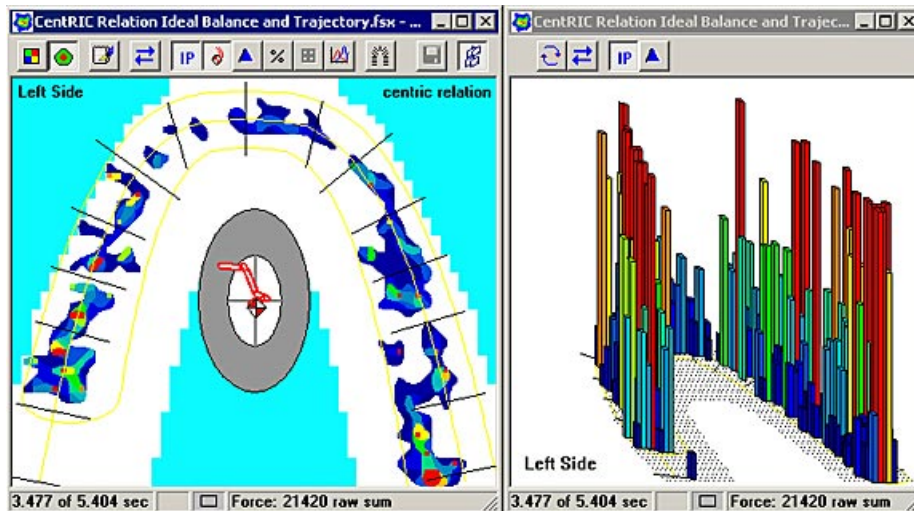 CentRIC Relation Ideal Balance and Trajectory.fsx - ...
IP
%
Left Side
centric relation
3.477 of 5.404 sec
Force: 21420 raw sum
CentRIC Relation Ideal Balance and Trajec...
IP
Left Side
3.477 of 5.404 sec
Force: 21420 raw sum